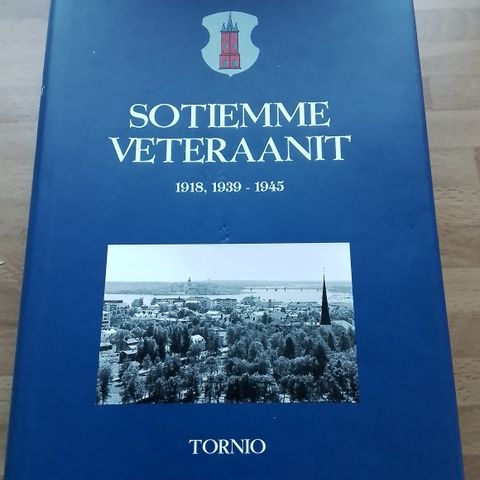 SOTIEMME
VETERAANIT
1918, 1939 - 1945
TORNIO